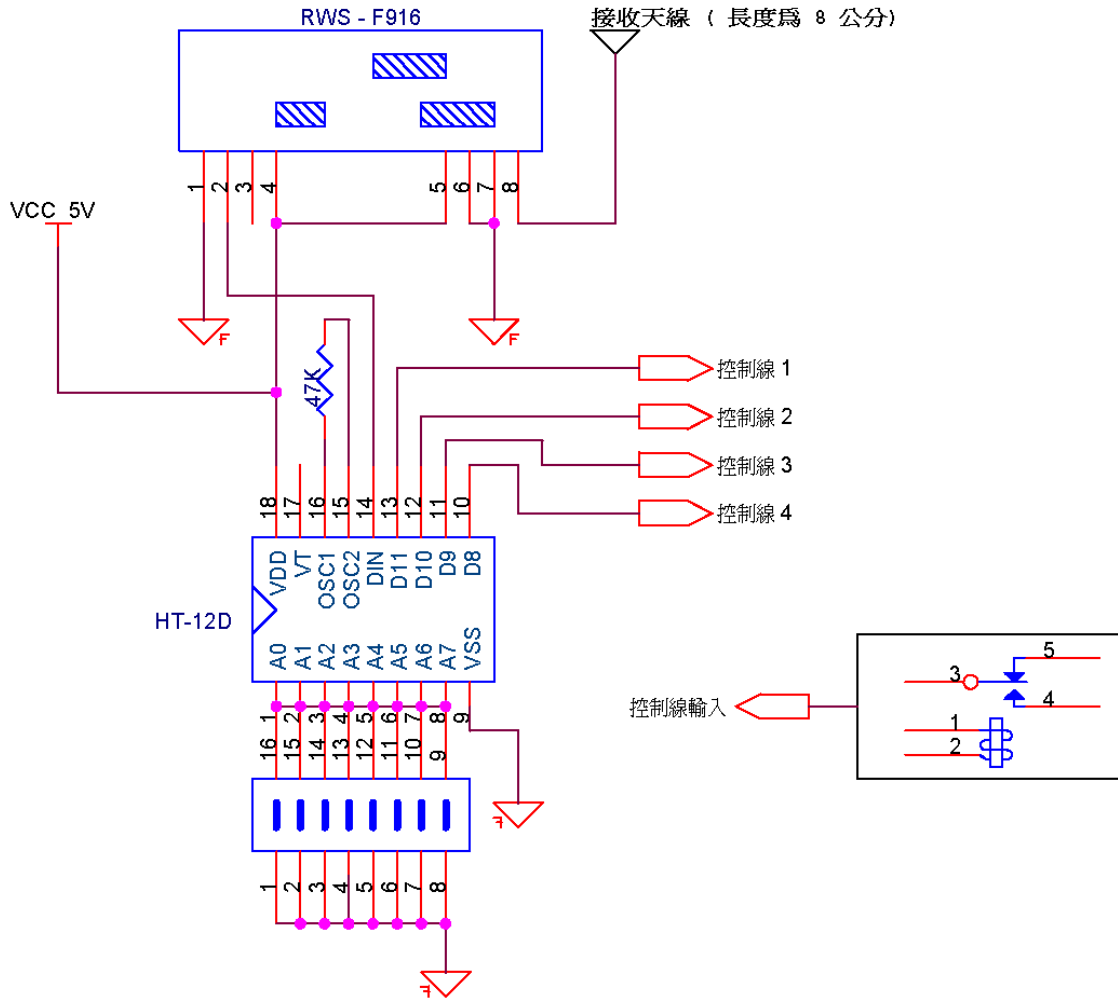 RWS - F916
接收天線 ( 長度爲 8 公分)
1 2 3 4 5 6 7 8
VCC 5V
F F
47K
控制線 1
控制線 2
控制線 3
控制線 4
18 17 16 15 14 13 12 11 10
VDD VT OSC1 OSC2 DIN D11 D10 D9 D8
HT-12D
A0 A1 A2 A3 A4 A5 A6 A7 VSS
1 2 3 4 5 6 7 8 9
16 15 14 13 12 11 10 9
F
1 2 3 4 5 6 7 8
F
控制線輸入
5
3
4
1
2